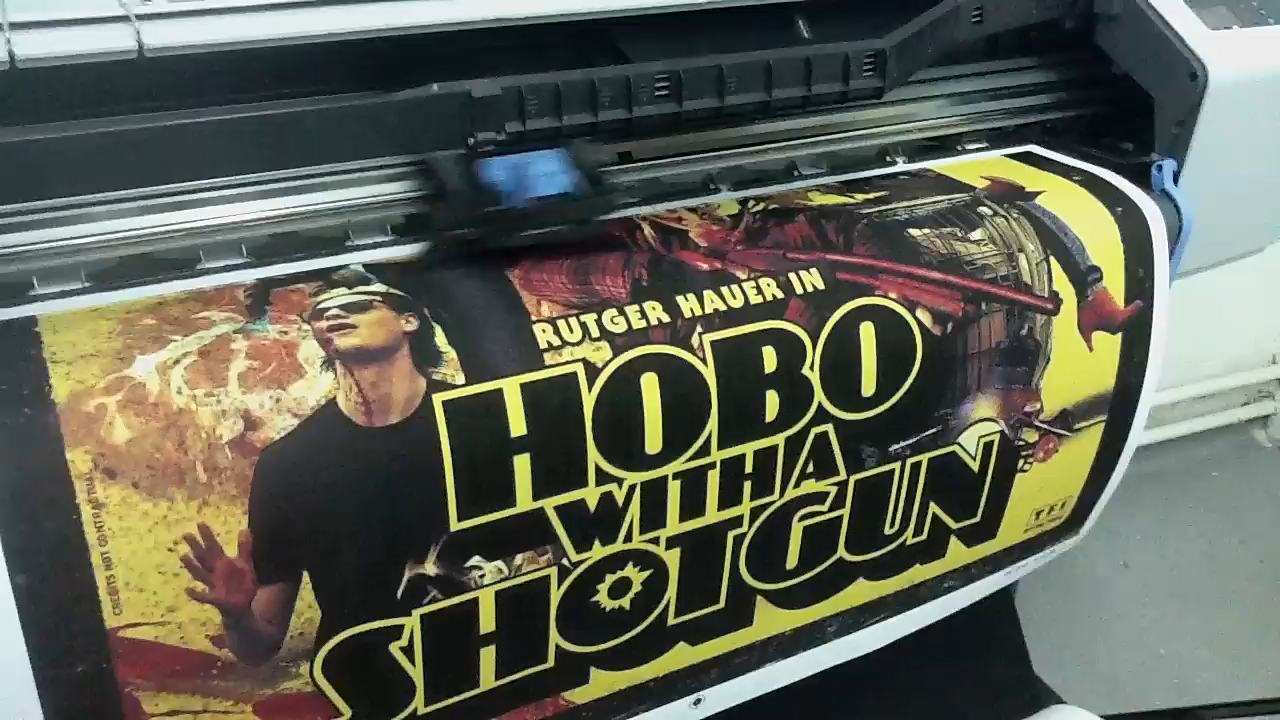 RUTGER HAUER IN
HOBO
WITH A
SHOTGUN
CREDITS NOT CONTRACTUAL